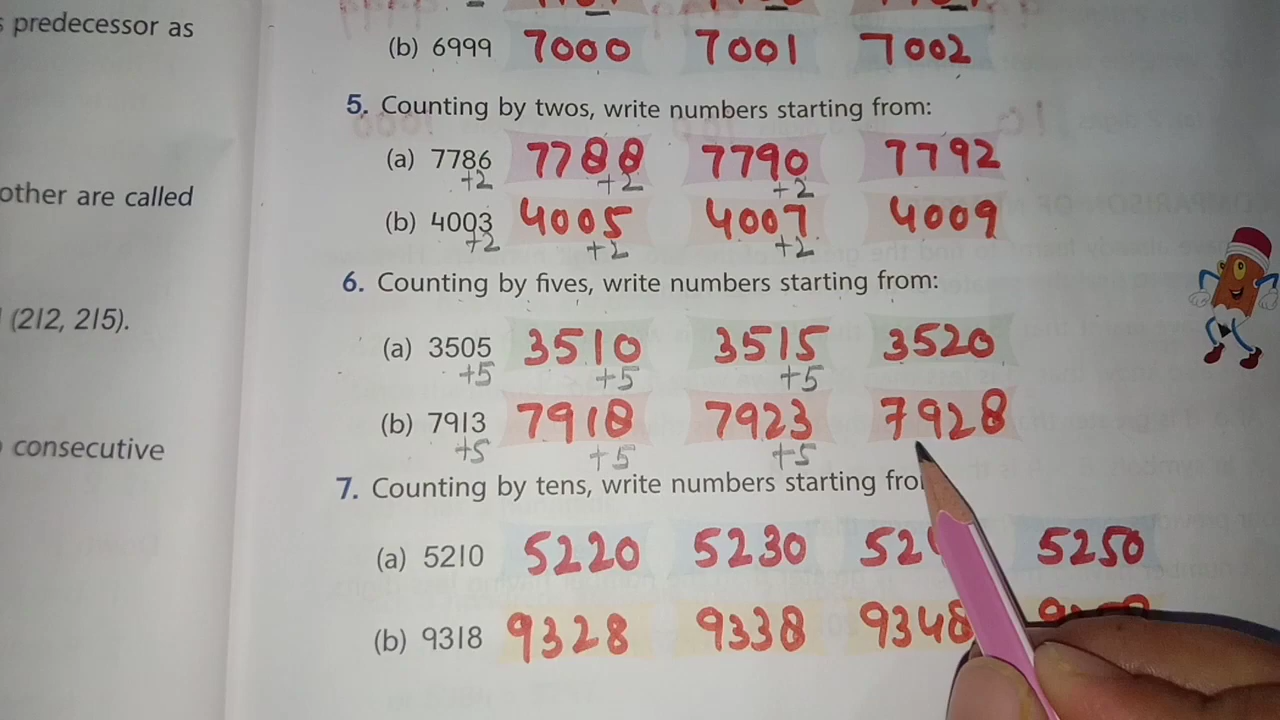 s predecessor as
(b) 6999 7000 7001 7002
5. Counting by twos, write numbers starting from:
(a) 7786 7788 7790 7792
+2 +2 +2
other are called
(b) 4003 4005 4007 4009
+2 +2 +2
6. Counting by fives, write numbers starting from:
(212, 215).
(a) 3505 3510 3515 3520
+5 +5 +5
(b) 7913 7918 7923 7928
+5 +5 +5
consecutive
7. Counting by tens, write numbers starting
(a) 5210 5220 5230 52 5250
(b) 9318 9328 9338 9348